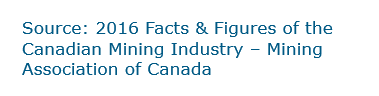 Source: 2016 Facts & Figures of the
Canadian Mining Industry – Mining
Association of Canada